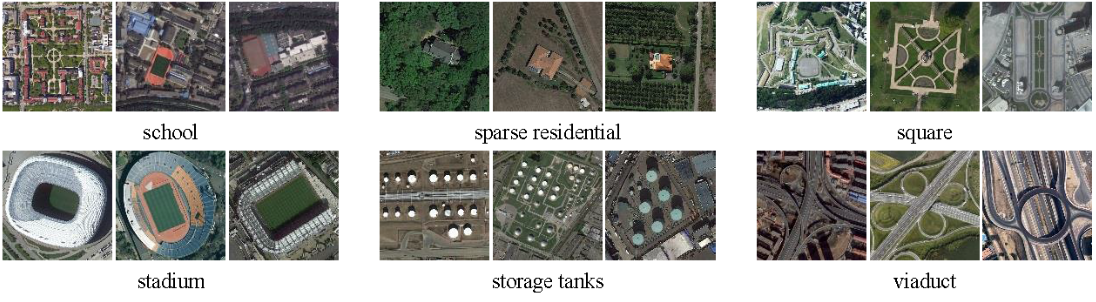 school
sparse residential
square
stadium
storage tanks
viaduct